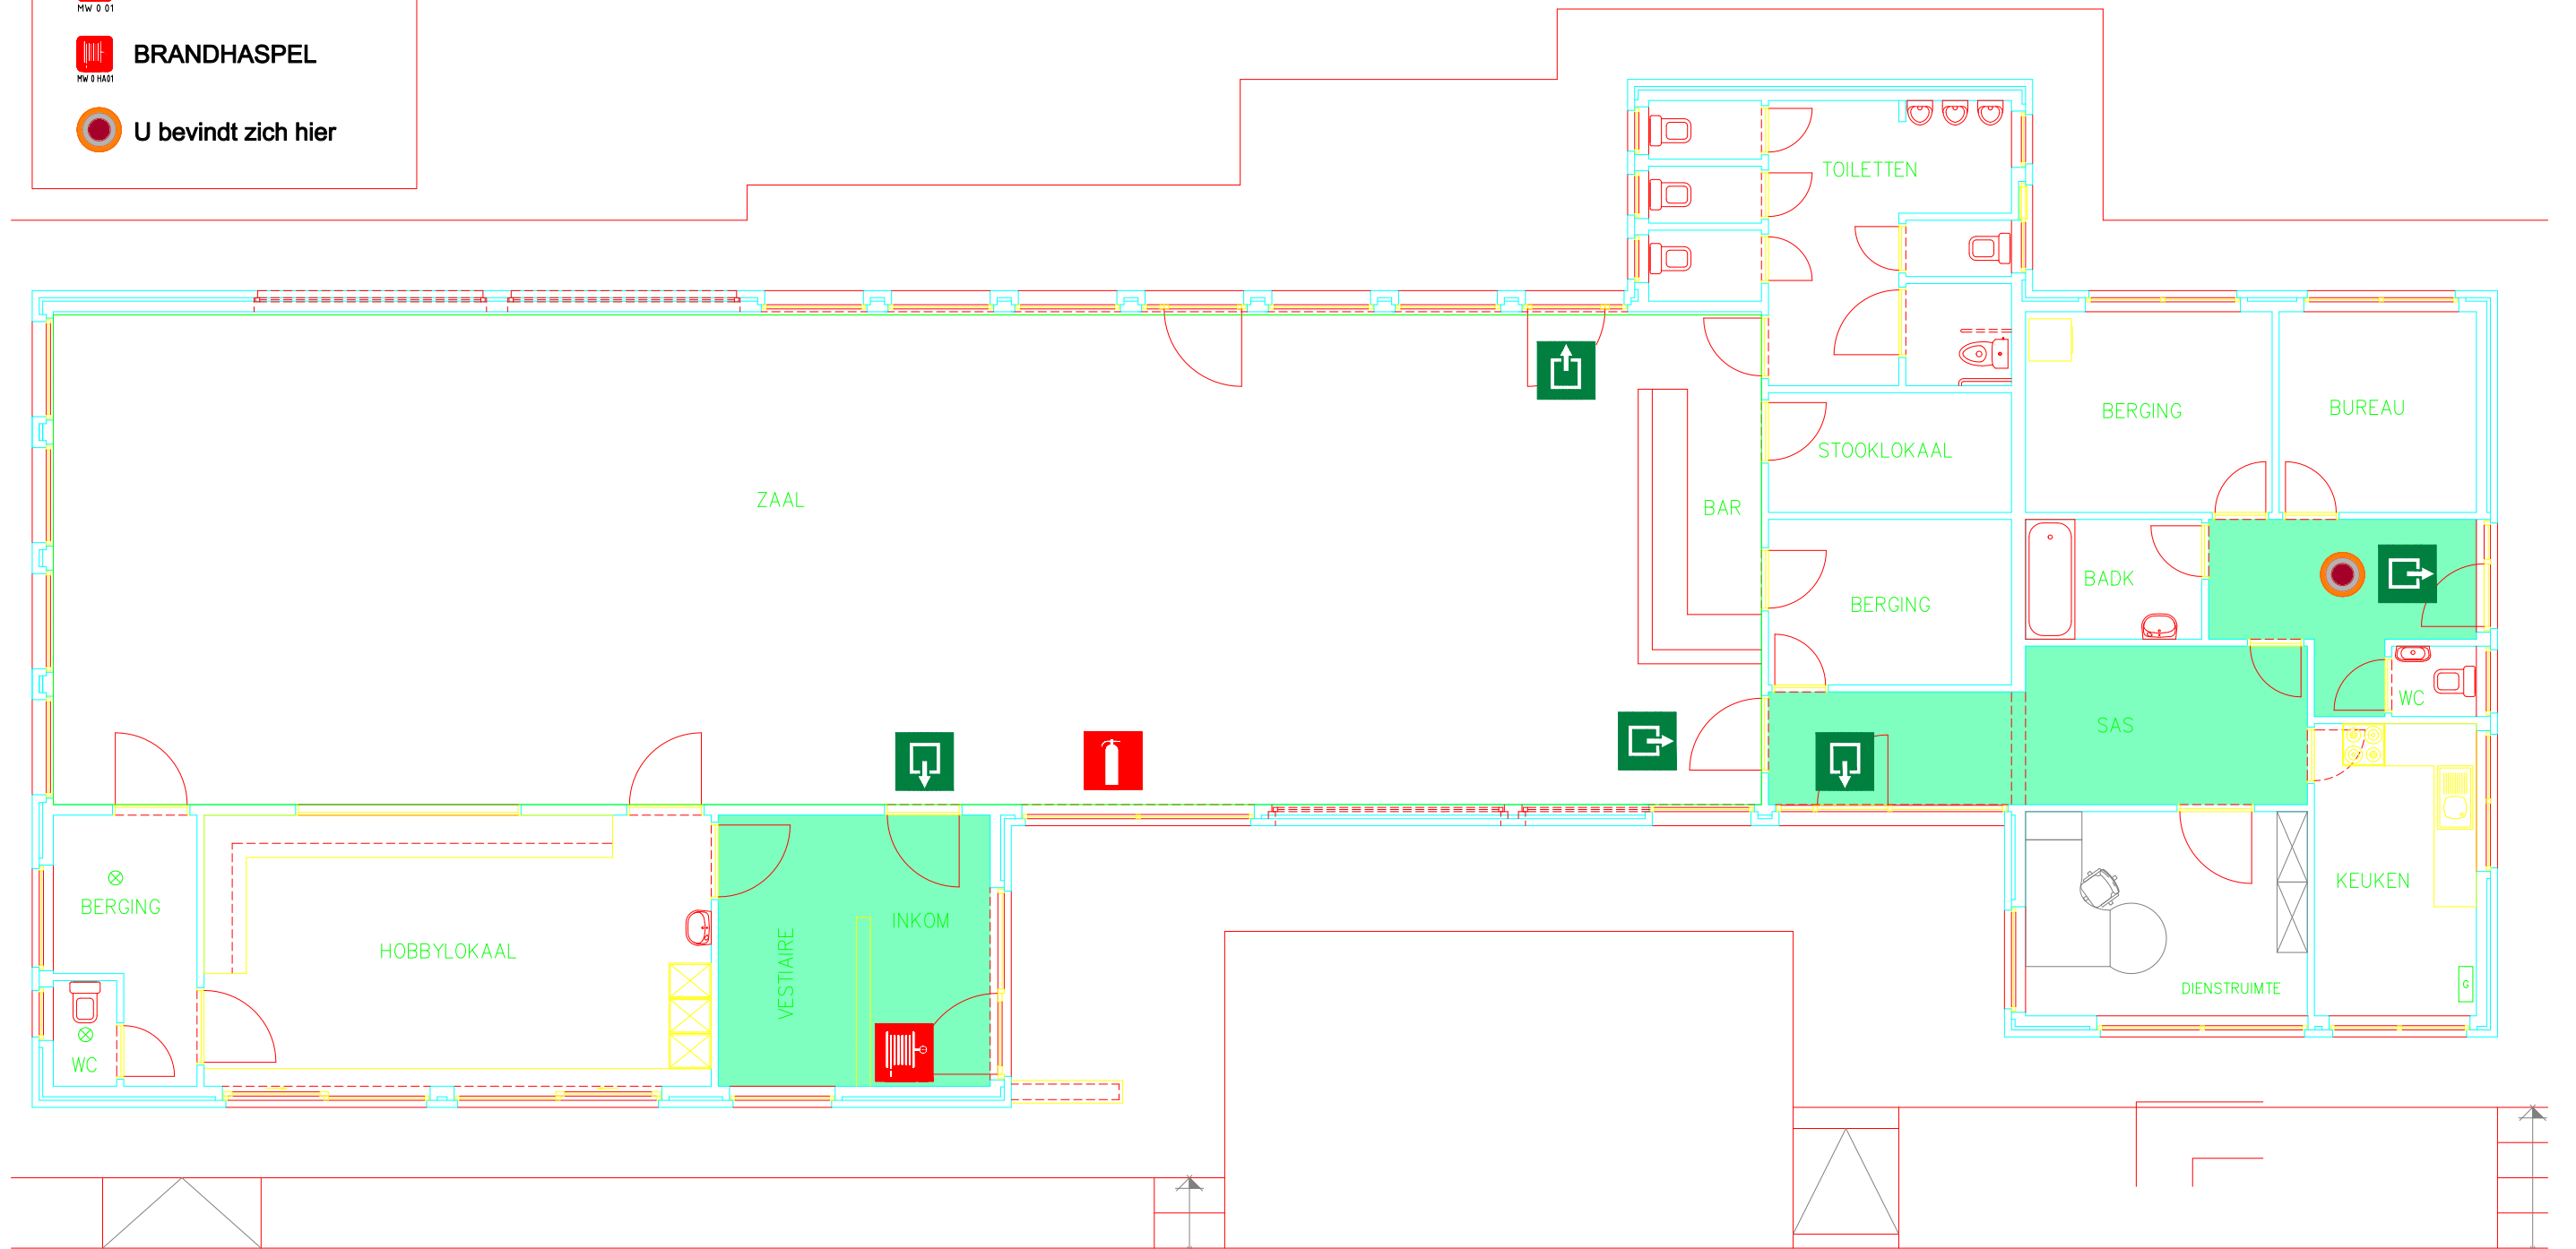 MW 0 01
BRANDHASPEL
MW 0 HA01
U bevindt zich hier
TOILETTEN
STOOKLOKAAL
BERGING
BUREAU
ZAAL
BAR
BERGING
BADK
SAS
WC
KEUKEN
DIENSTRUIMTE
G
BERGING
WC
HOBBYLOKAAL
VESTIAIRE
INKOM